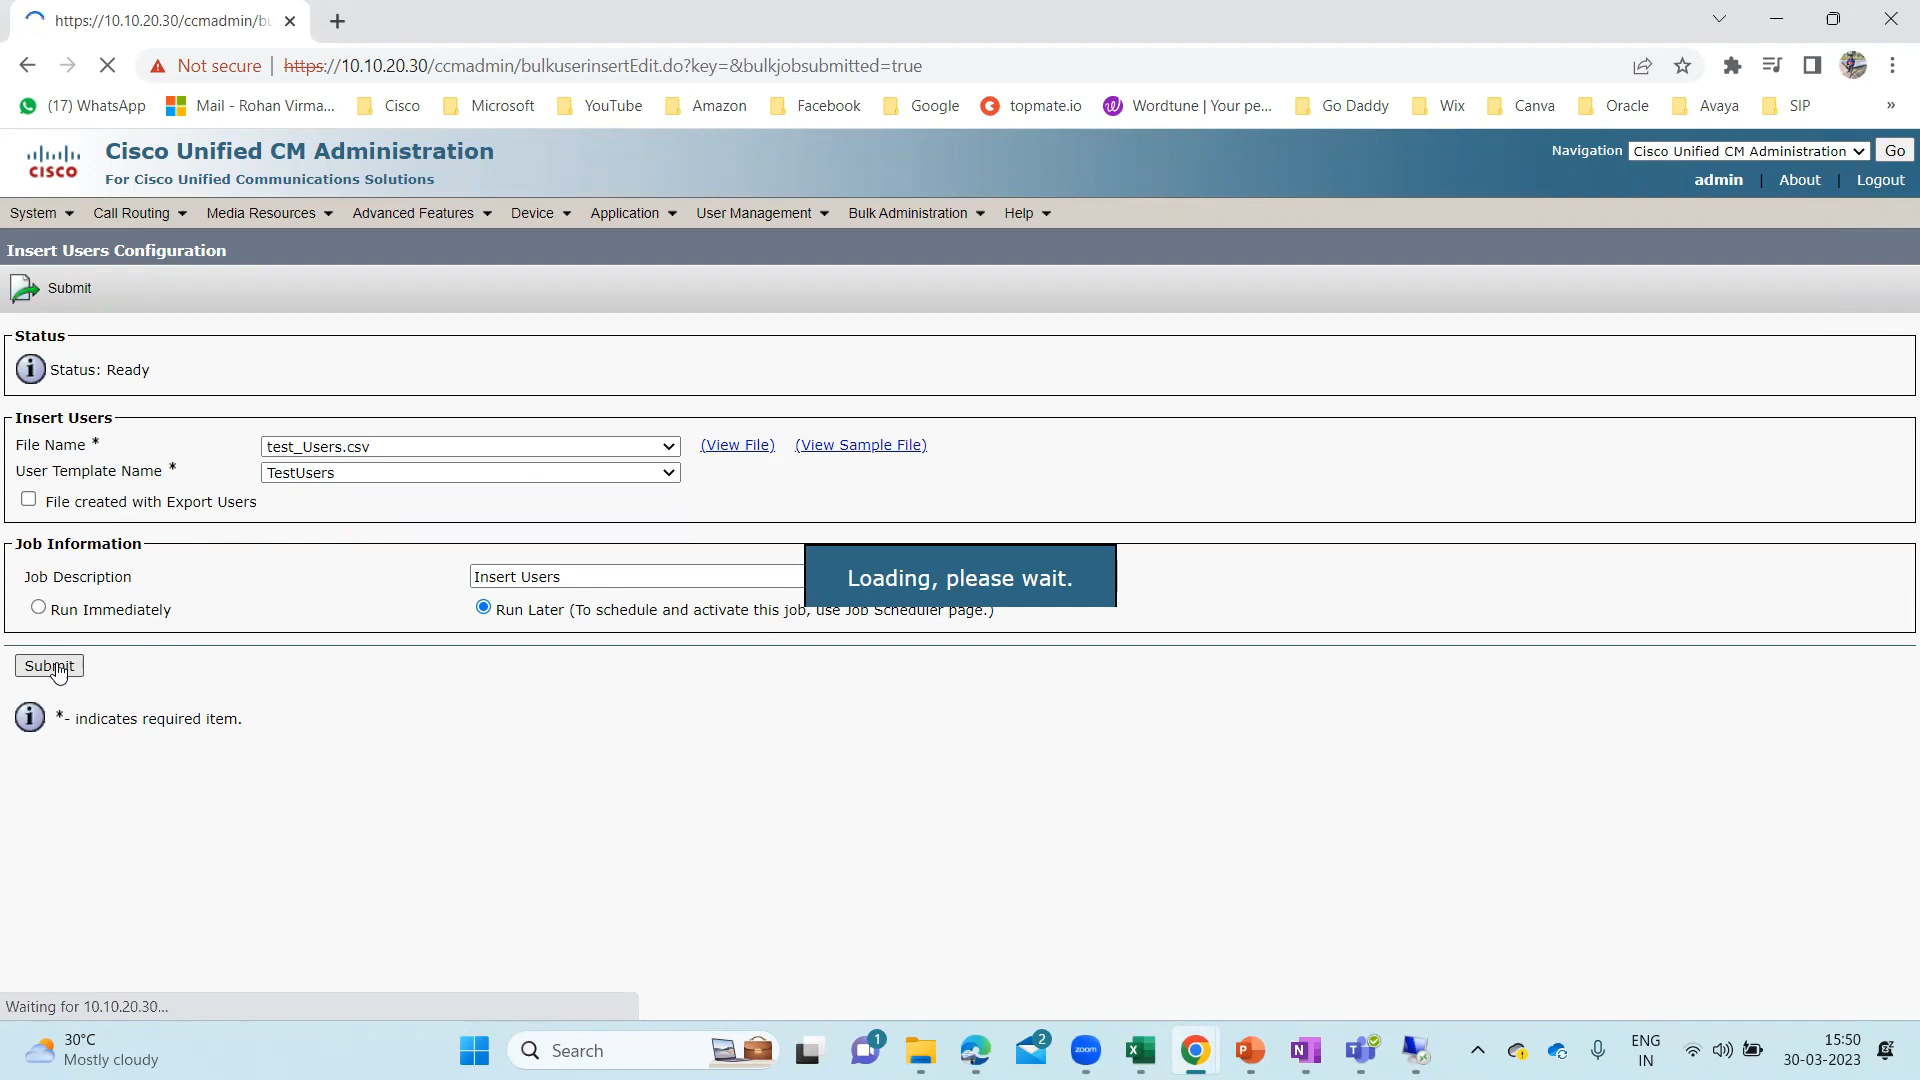 https://10.10.20.30/ccmadmin/bu
Not secure | https://10.10.20.30/ccmadmin/bulkuserinsertEdit.do?key=&bulkjobsubmitted=true
(17) WhatsApp Mail - Rohan Virma... Cisco Microsoft YouTube Amazon Facebook Google topmate.io Wordtune | Your pe... Go Daddy Wix Canva Oracle Avaya SIP »
CISCO
Cisco Unified CM Administration
For Cisco Unified Communications Solutions
Navigation Cisco Unified CM Administration Go
admin | About | Logout
System Call Routing Media Resources Advanced Features Device Application User Management Bulk Administration Help
Insert Users Configuration
Submit
Status
Status: Ready
Insert Users
File Name * test_Users.csv (View File) (View Sample File)
User Template Name * TestUsers
File created with Export Users
Job Information
Job Description Insert Users
Loading, please wait.
Run Immediately Run Later (To schedule and activate this job, use Job Scheduler page.)
Submit
*- indicates required item.
Waiting for 10.10.20.30...
30°C
Mostly cloudy
Search
1
2
zoom
ENG
IN
15:50
30-03-2023